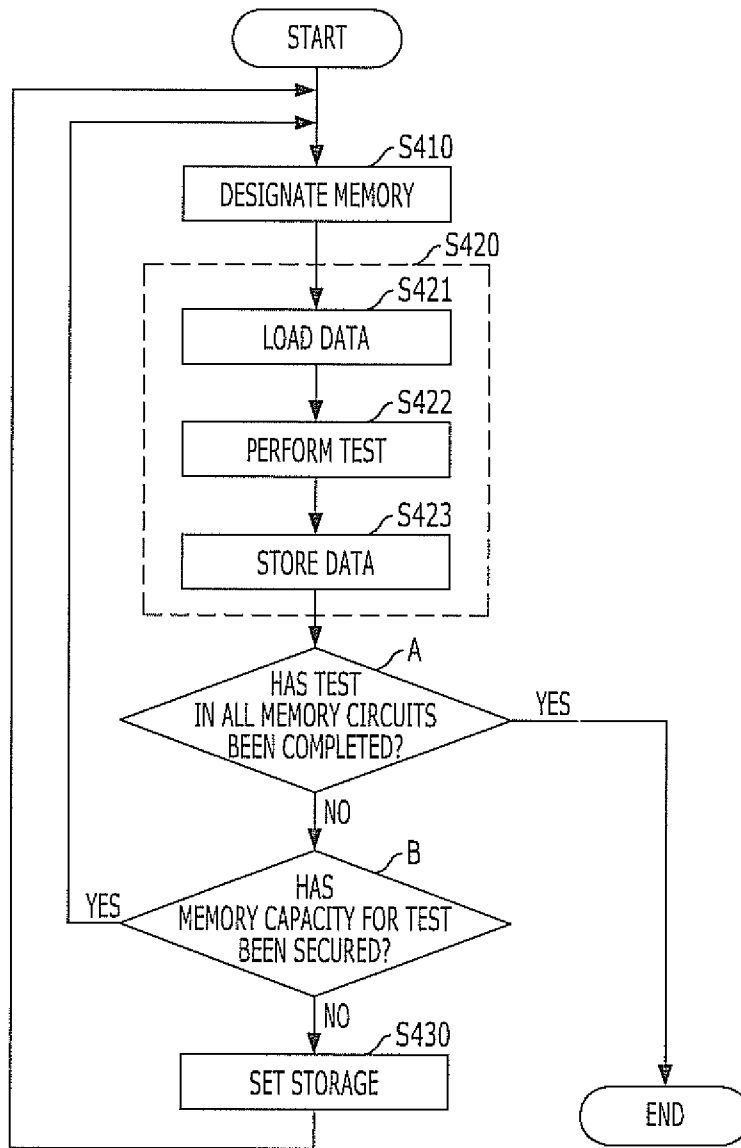 START
S410
DESIGNATE MEMORY
S420
S421
LOAD DATA
S422
PERFORM TEST
S423
STORE DATA
A
HAS TEST
IN ALL MEMORY CIRCUITS
BEEN COMPLETED?
YES
NO
B
HAS
MEMORY CAPACITY FOR TEST
BEEN SECURED?
YES
NO
S430
SET STORAGE
END